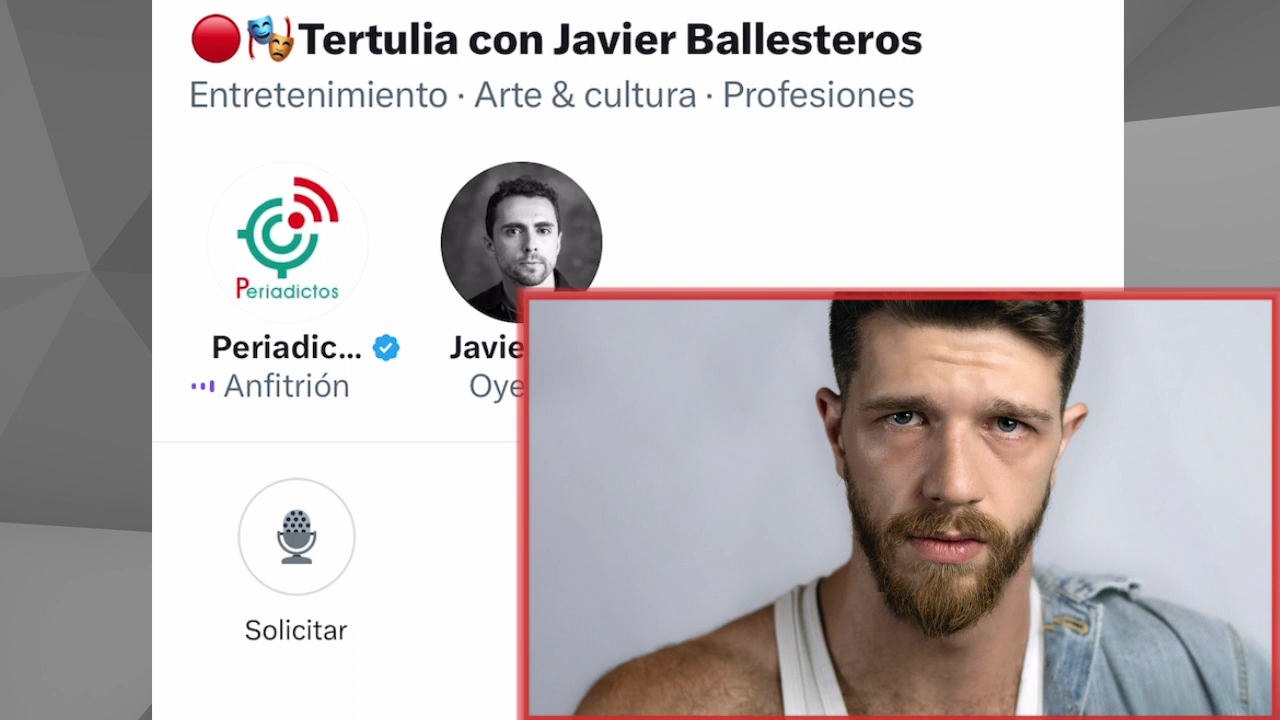 🔴🎭Tertulia con Javier Ballesteros
Entretenimiento · Arte & cultura · Profesiones
Periadictos
Periadic... Javie
Anfitrión Oye
Solicitar